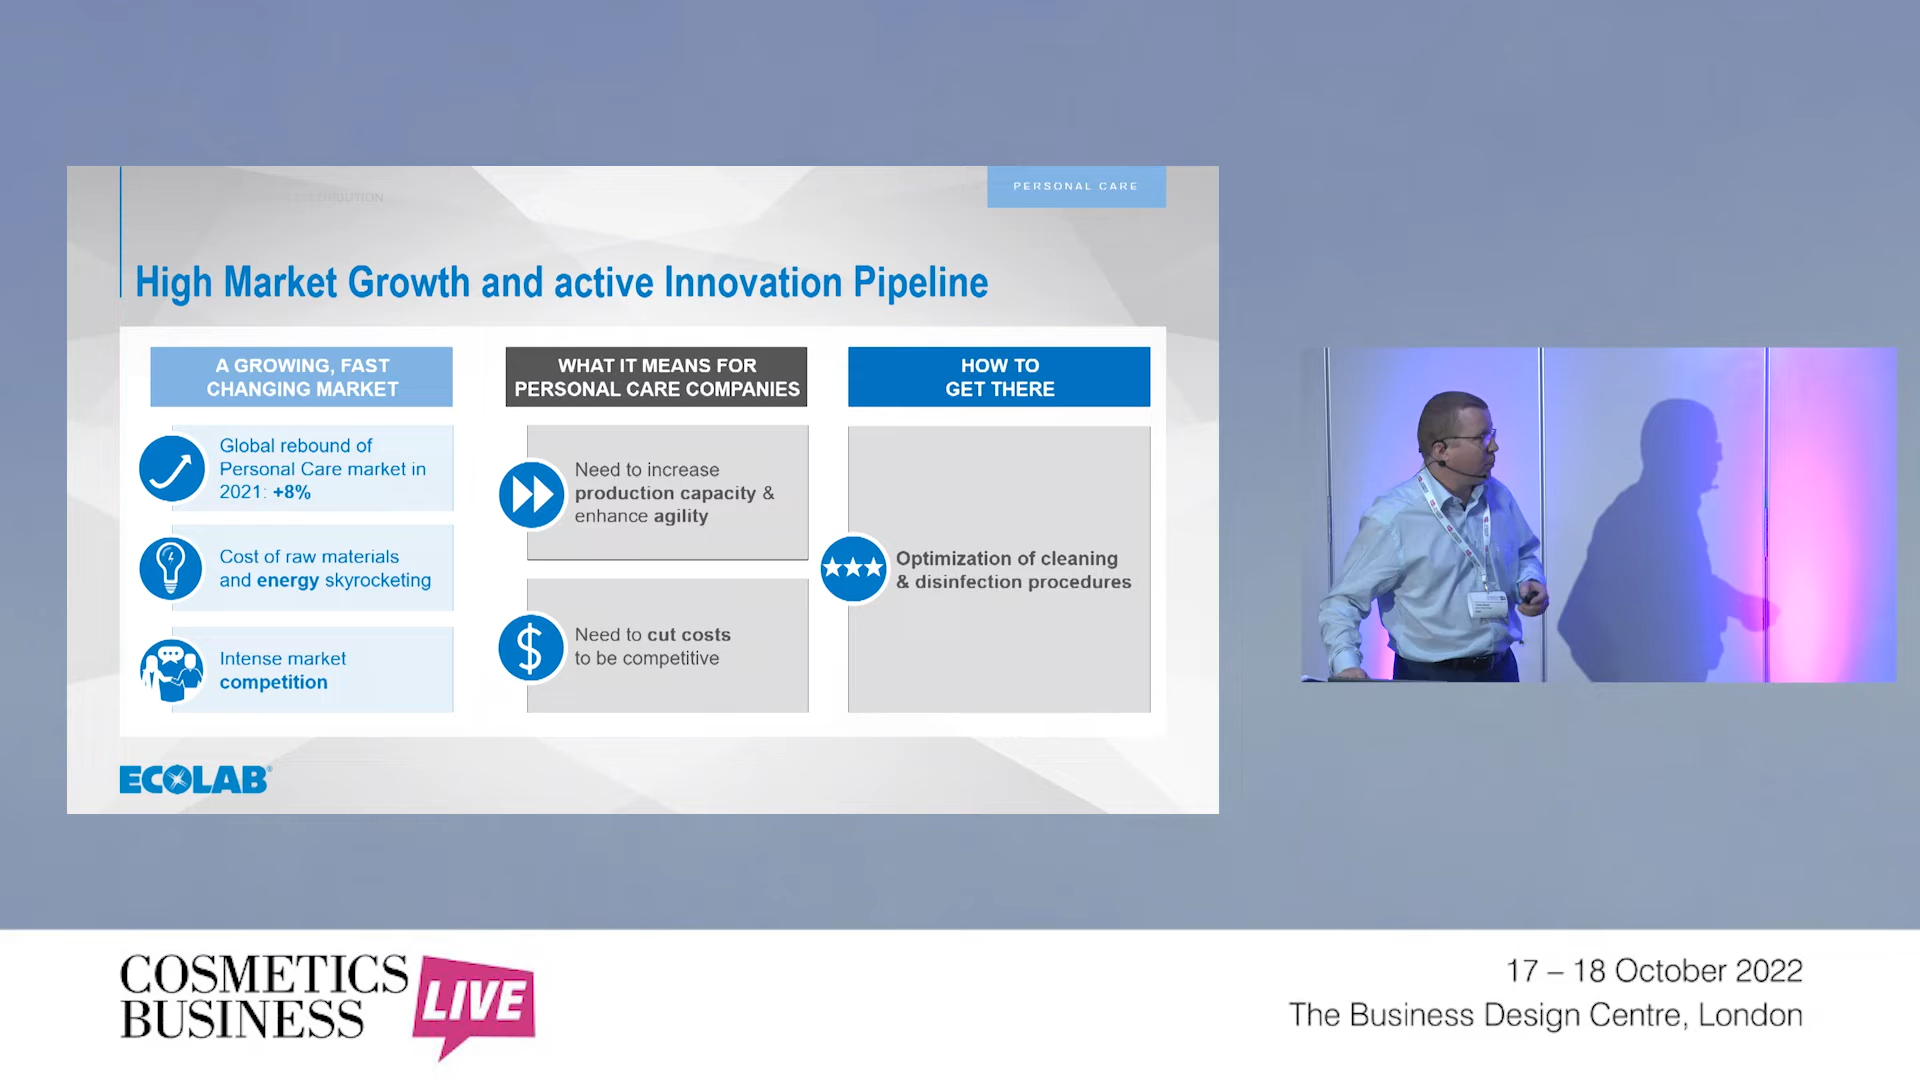 PERSONAL CARE
High Market Growth and active Innovation Pipeline
A GROWING, FAST
CHANGING MARKET
Global rebound of
Personal Care market in
2021: +8%
Cost of raw materials
and energy skyrocketing
Intense market
competition
WHAT IT MEANS FOR
PERSONAL CARE COMPANIES
Need to increase
production capacity &
enhance agility
Need to cut costs
to be competitive
HOW TO
GET THERE
Optimization of cleaning
& disinfection procedures
ECOLAB®
COSMETICS
BUSINESS
LIVE
17 – 18 October 2022
The Business Design Centre, London